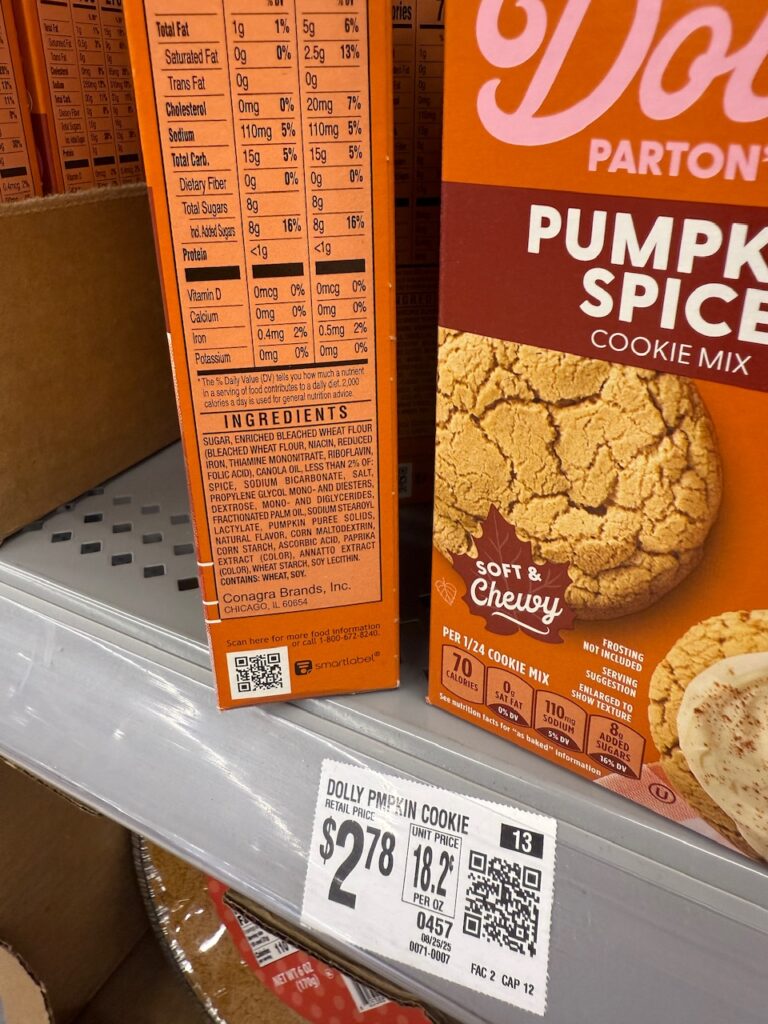 Total Fat 1g 1% 5g 6%
Saturated Fat 0g 0% 2.5g 13%
Trans Fat 0g 0g
Cholesterol 0mg 0% 20mg 7%
Sodium 110mg 5% 110mg 5%
Total Carb. 15g 5% 15g 5%
Dietary Fiber 0g 0% 0g 0%
Total Sugars 8g 8g
Incl. Added Sugars 8g 16% 8g 16%
Protein <1g <1g
Vitamin D 0mcg 0% 0mcg 0%
Calcium 0mg 0% 0mg 0%
Iron 0.4mg 2% 0.5mg 2%
Potassium 0mg 0% 0mg 0%
*The % Daily Value (DV) tells you how much a nutrient
in a serving of food contributes to a daily diet. 2,000
calories a day is used for general nutrition advice.
INGREDIENTS
SUGAR, ENRICHED BLEACHED WHEAT FLOUR
(BLEACHED WHEAT FLOUR, NIACIN, REDUCED
IRON, THIAMINE MONONITRATE, RIBOFLAVIN,
FOLIC ACID), CANOLA OIL, LESS THAN 2% OF:
SPICE, SODIUM BICARBONATE, SALT,
PROPYLENE GLYCOL MONO- AND DIESTERS,
DEXTROSE, MONO- AND DIGLYCERIDES,
FRACTIONATED PALM OIL, SODIUM STEAROYL
LACTYLATE, PUMPKIN PUREE SOLIDS,
NATURAL FLAVOR, CORN MALTODEXTRIN,
CORN STARCH, ASCORBIC ACID, PAPRIKA
EXTRACT (COLOR), ANNATTO EXTRACT
(COLOR), WHEAT STARCH, SOY LECITHIN.
CONTAINS: WHEAT, SOY.
Conagra Brands, Inc.
CHICAGO, IL 60654
Scan here for more food information
or call 1-800-672-8240.
smartlabel®
Dol
PARTON'
PUMPK
SPICE
COOKIE MIX
SOFT &
Chewy
PER 1/24 COOKIE MIX
70 CALORIES
0g SAT FAT 0% DV
110mg SODIUM 5% DV
8g ADDED SUGARS 16% DV
See nutrition facts for "as baked" information
FROSTING
NOT INCLUDED
SERVING
SUGGESTION
ENLARGED TO
SHOW TEXTURE
U
DOLLY PMPKIN COOKIE
RETAIL PRICE
$2 78
UNIT PRICE
18.2¢
PER OZ
13
0457
08/25/25
0071-0007
FAC 2 CAP 12
NET WT 6 OZ
(170g)